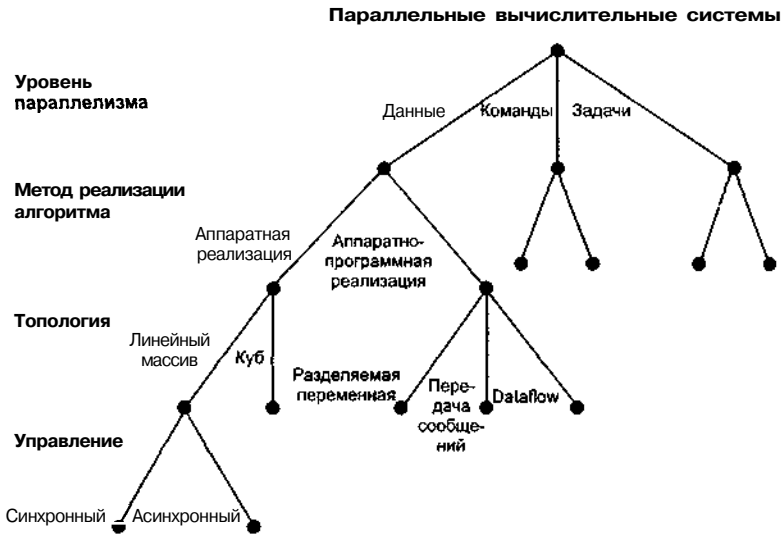 Параллельные вычислительные системы
Уровень
параллелизма
Данные
Команды
Задачи
Метод реализации
алгоритма
Аппаратная
реализация
Аппаратно-
программная
реализация
Топология
Линейный
массив
Куб
Разделяемая
переменная
Пере-
дача
сообще-
ний
Dataflow
Управление
Синхронный
Асинхронный